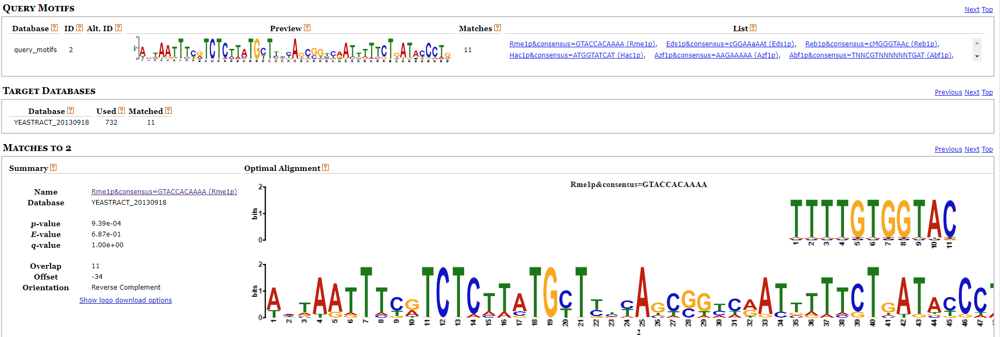 QUERY MOTIFS
Next Top
Database ? ID ? Alt. ID ? Preview ? Matches ? List ?
query_motifs 2 11
Rme1p&consensus=GTACCACAAAA (Rme1p), Eds1p&consensus=cGGAAaAAt (Eds1p), Reb1p&consensus=cMGGGTAAc (Reb1p),
Hac1p&consensus=ATGGTATCAT (Hac1p), Azf1p&consensus=AAGAAAAA (Azf1p), Abf1p&consensus=TNNCGTNNNNNNTGAT (Abf1p),
TARGET DATABASES
Previous Next Top
Database ? Used ? Matched ?
YEASTRACT_20130918 732 11
MATCHES TO 2
Previous Next Top
Summary ?
Name Rme1p&consensus=GTACCACAAAA (Rme1p)
Database YEASTRACT_20130918
p-value 9.39e-04
E-value 6.87e-01
q-value 1.00e+00
Overlap 11
Offset -34
Orientation Reverse Complement
Show logo download options
Optimal Alignment ?
Rme1p&consensus=GTACCACAAAA
2
bits
1
0
TTTTGTGGTAC
1 2 3 4 5 6 7 8 9 10 11
2
bits
1
0
1 2 3 4 5 6 7 8 9 10 11 12 13 14 15 16 17 18 19 20 21 22 23 24 25 26 27 28 29 30 31 32 33 34 35 36 37 38 39 40 41 42 43 44 45 46 47
2